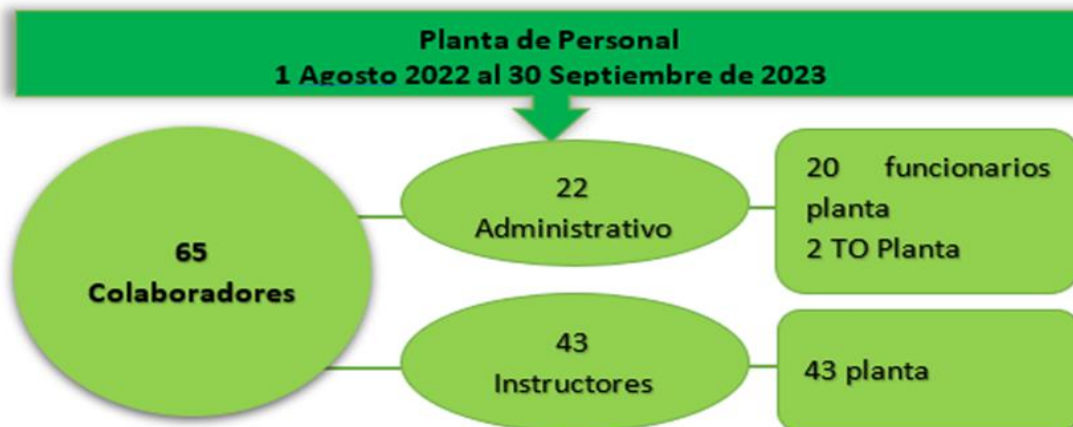 Planta de Personal
1 Agosto 2022 al 30 Septiembre de 2023
65
Colaboradores
22
Administrativo
20 funcionarios
planta
2 TO Planta
43
Instructores
43 planta